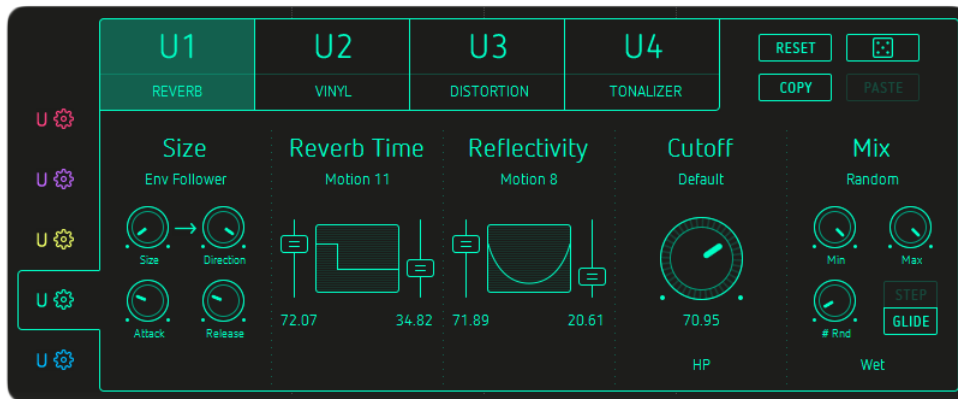 U1
U2
U3
U4
RESET
REVERB
VINYL
DISTORTION
TONALIZER
COPY
PASTE
U
U
U
U
U
Size
Reverb Time
Reflectivity
Cutoff
Mix
Env Follower
Motion 11
Motion 8
Default
Random
Size
Direction
Min
Max
Attack
Release
72.07
34.82
71.89
20.61
70.95
# Rnd
STEP
GLIDE
HP
Wet